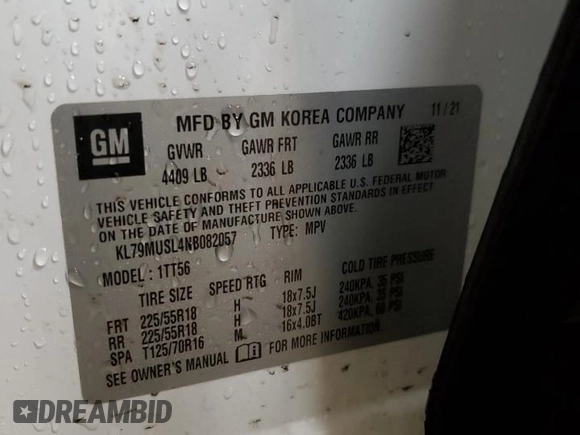 GM
MFD BY GM KOREA COMPANY 11/21
GVWR GAWR FRT GAWR RR
4409 LB 2336 LB 2336 LB
THIS VEHICLE CONFORMS TO ALL APPLICABLE U.S. FEDERAL MOTOR
VEHICLE SAFETY AND THEFT PREVENTION STANDARDS IN EFFECT
ON THE DATE OF MANUFACTURE SHOWN ABOVE.
KL79MUSL4NB082057 TYPE: MPV
MODEL: 1TT56
TIRE SIZE SPEED RTG RIM COLD TIRE PRESSURE
FRT 225/55R18 H 18x7.5J 240KPA, 35 PSI
RR 225/55R18 H 18x7.5J 240KPA, 35 PSI
SPA T125/70R16 M 16x4.0BT 420KPA, 60 PSI
SEE OWNER'S MANUAL FOR MORE INFORMATION
DREAMBID